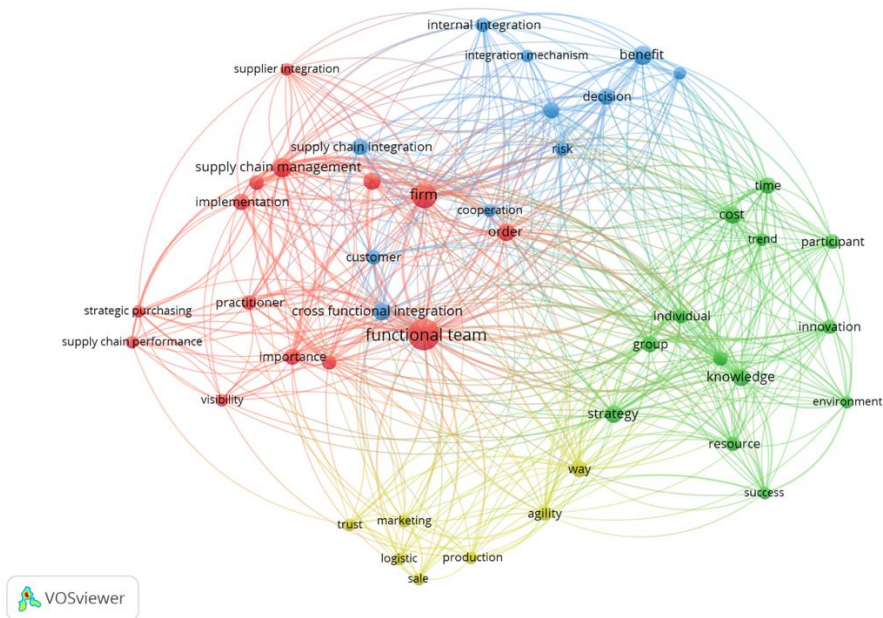 internal integration
integration mechanism
benefit
supplier integration
decision
supply chain integration
risk
supply chain management
time
firm
implementation
cooperation
cost
order
trend
participant
customer
strategic purchasing
practitioner
cross functional integration
individual
innovation
functional team
supply chain performance
group
importance
knowledge
visibility
environment
strategy
resource
way
success
agility
trust
marketing
logistic
production
sale
VOSviewer